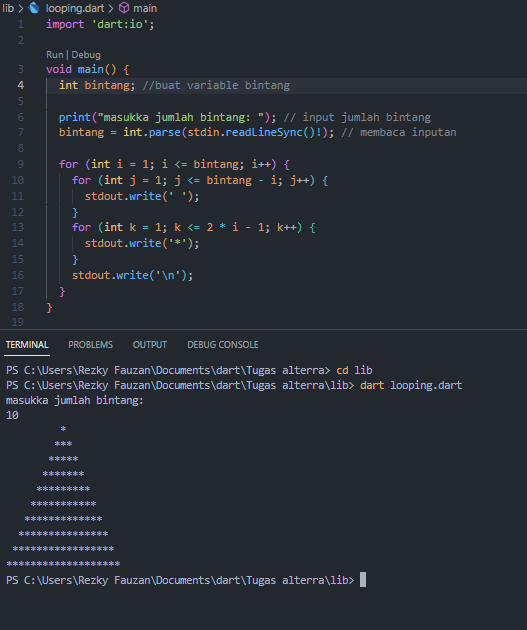 lib > looping.dart > main
1 import 'dart:io';
2
Run | Debug
3 void main() {
4   int bintang; //buat variable bintang
5
6   print("masukka jumlah bintang: "); // input jumlah bintang
7   bintang = int.parse(stdin.readLineSync()!); // membaca inputan
8
9   for (int i = 1; i <= bintang; i++) {
10     for (int j = 1; j <= bintang - i; j++) {
11       stdout.write(' ');
12     }
13     for (int k = 1; k <= 2 * i - 1; k++) {
14       stdout.write('*');
15     }
16     stdout.write('\n');
17   }
18 }
19
TERMINAL PROBLEMS OUTPUT DEBUG CONSOLE
PS C:\Users\Rezky Fauzan\Documents\dart\Tugas alterra> cd lib
PS C:\Users\Rezky Fauzan\Documents\dart\Tugas alterra\lib> dart looping.dart
masukka jumlah bintang:
10
         *
        ***
       *****
      *******
     *********
    ***********
   *************
  ***************
 *****************
*******************
PS C:\Users\Rezky Fauzan\Documents\dart\Tugas alterra\lib>